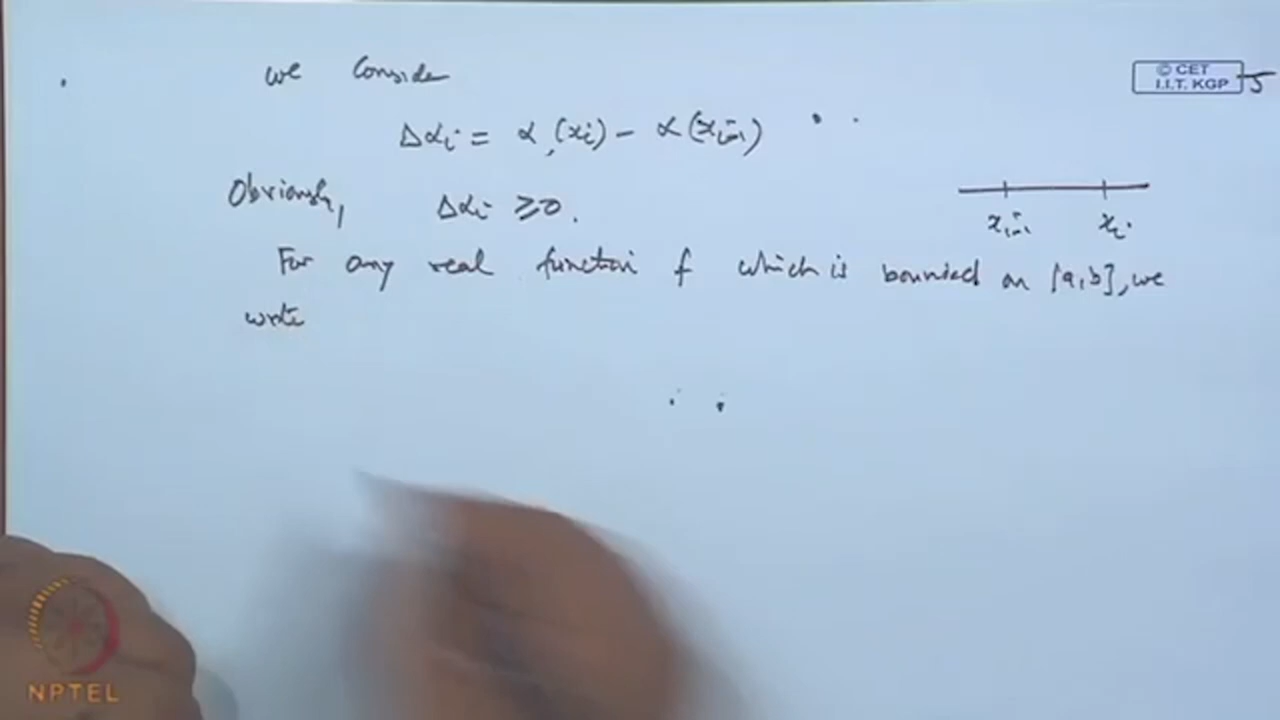 we Consider
© CET
I.I.T. KGP
5
Δαi = α(xi) - α(xi-1)
Obviously, Δαi ≥ 0.
xi-1 xi
For any real function f which is bounded on [a,b], we
write
NPTEL